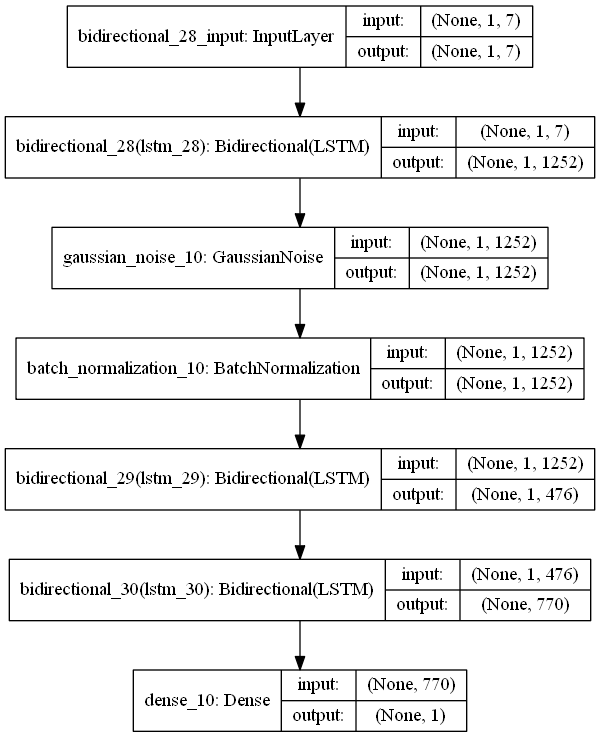 bidirectional_28_input: InputLayer
input: (None, 1, 7)
output: (None, 1, 7)
bidirectional_28(lstm_28): Bidirectional(LSTM)
input: (None, 1, 7)
output: (None, 1, 1252)
gaussian_noise_10: GaussianNoise
input: (None, 1, 1252)
output: (None, 1, 1252)
batch_normalization_10: BatchNormalization
input: (None, 1, 1252)
output: (None, 1, 1252)
bidirectional_29(lstm_29): Bidirectional(LSTM)
input: (None, 1, 1252)
output: (None, 1, 476)
bidirectional_30(lstm_30): Bidirectional(LSTM)
input: (None, 1, 476)
output: (None, 770)
dense_10: Dense
input: (None, 770)
output: (None, 1)